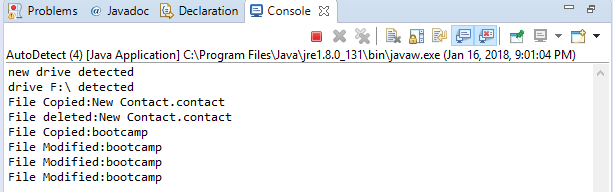 Problems @ Javadoc Declaration Console
AutoDetect (4) [Java Application] C:\Program Files\Java\jre1.8.0_131\bin\javaw.exe (Jan 16, 2018, 9:01:04 PM)
new drive detected
drive F:\ detected
File Copied:New Contact.contact
File deleted:New Contact.contact
File Copied:bootcamp
File Modified:bootcamp
File Modified:bootcamp
File Modified:bootcamp